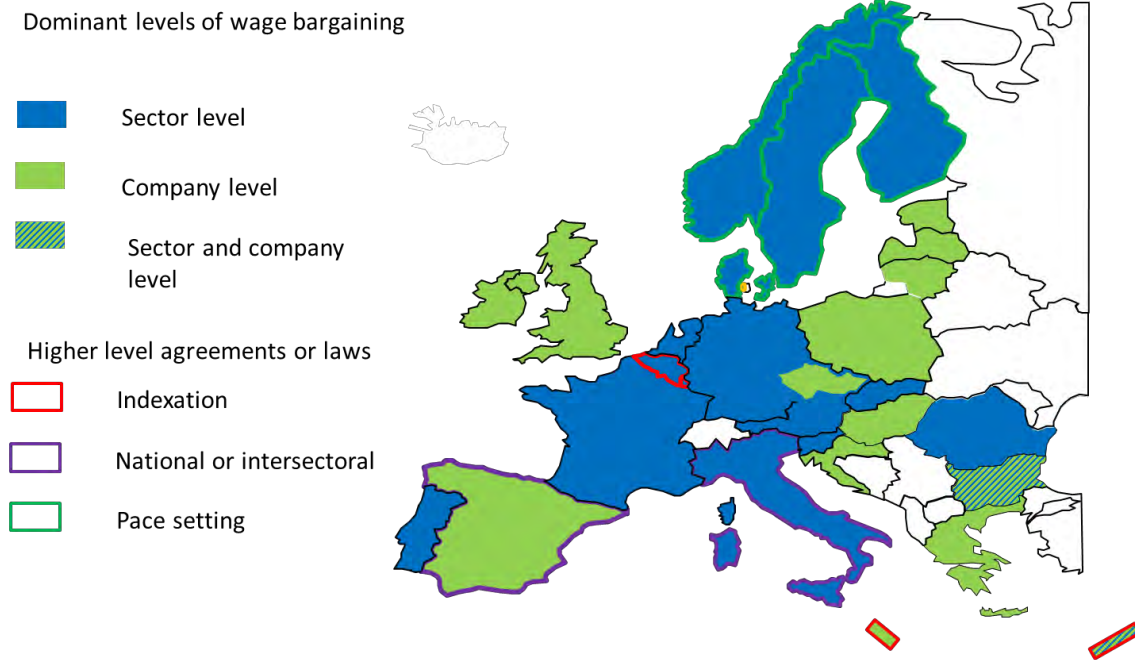 Dominant levels of wage bargaining
Sector level
Company level
Sector and company
level
Higher level agreements or laws
Indexation
National or intersectoral
Pace setting